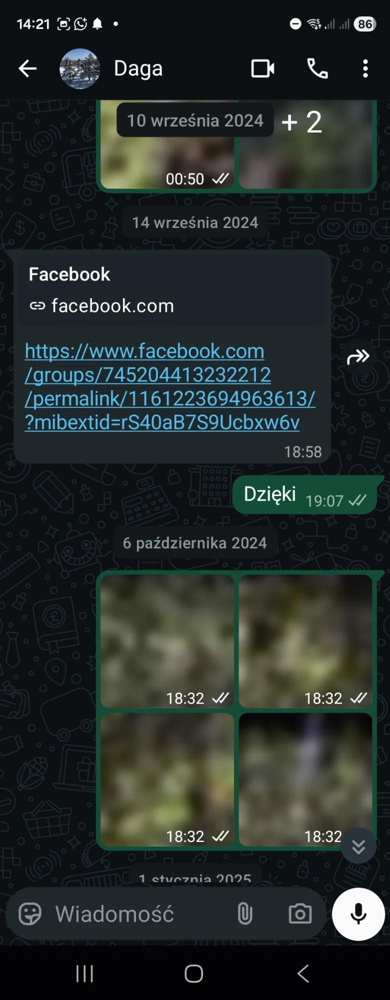 14:21
86
Daga
10 września 2024
+ 2
00:50
14 września 2024
Facebook
facebook.com
https://www.facebook.com
/groups/745204413232212
/permalink/1161223694963613/
?mibextid=rS40aB7S9Ucbxw6v
18:58
Dzięki 19:07
6 października 2024
18:32
18:32
18:32
18:32
1 stycznia 2025
Wiadomość